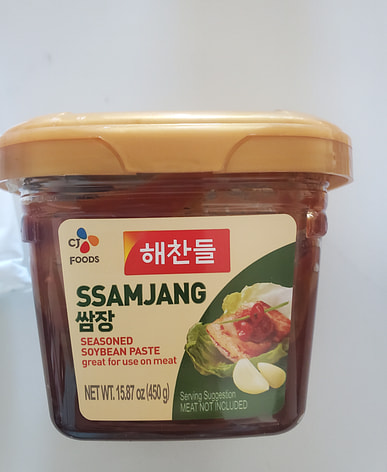 CJ
FOODS
해찬들
SSAMJANG
쌈장
SEASONED
SOYBEAN PASTE
great for use on meat
NET WT. 15.87 oz (450 g)
Serving Suggestion
MEAT NOT INCLUDED